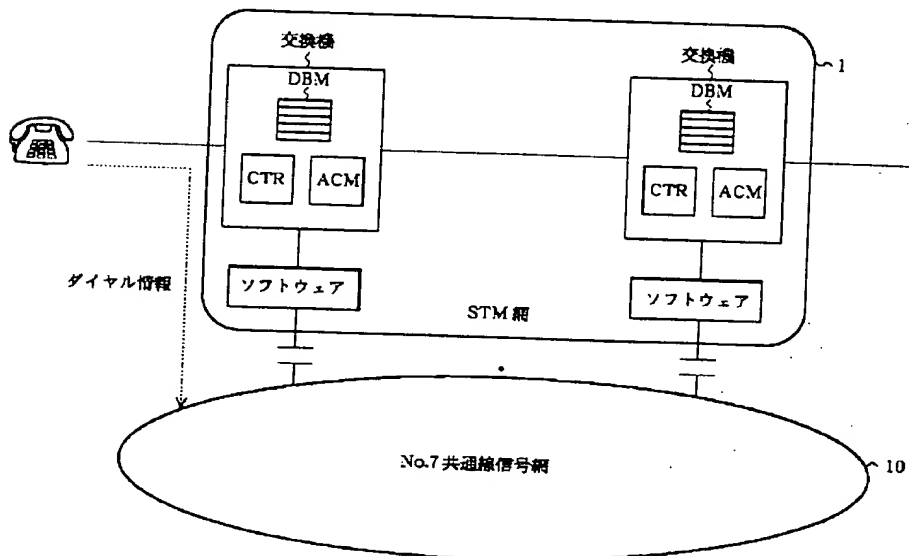 交換機
DBM
CTR
ACM
交換機
DBM
CTR
ACM
1
ダイヤル情報
ソフトウェア
ソフトウェア
STM網
No.7共通線信号網
10